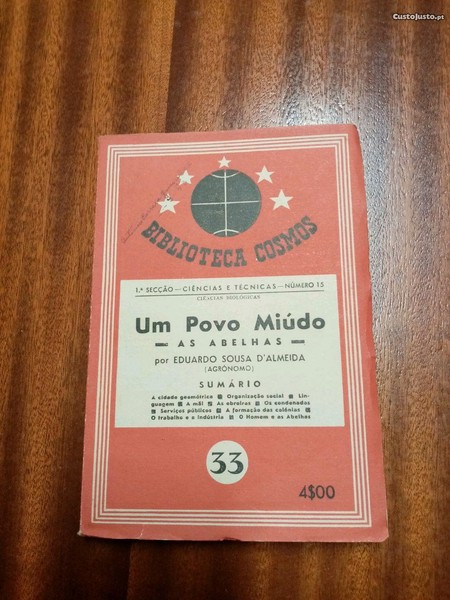 CustoJusto.pt
BIBLIOTECA COSMOS
1.ª SECÇÃO — CIÊNCIAS E TÉCNICAS — NÚMERO 15
CIÊNCIAS BIOLÓGICAS
Um Povo Miúdo
— AS ABELHAS —
por EDUARDO SOUSA D'ALMEIDA
(AGRÓNOMO)
SUMÁRIO
A cidade geométrica ■ Organização social ■ Lin-
guagem ■ A mãi ■ As obreiras ■ Os condenados
■ Serviços públicos ■ A formação das colónias ■
O trabalho e a indústria ■ O Homem e as Abelhas
33
4$00